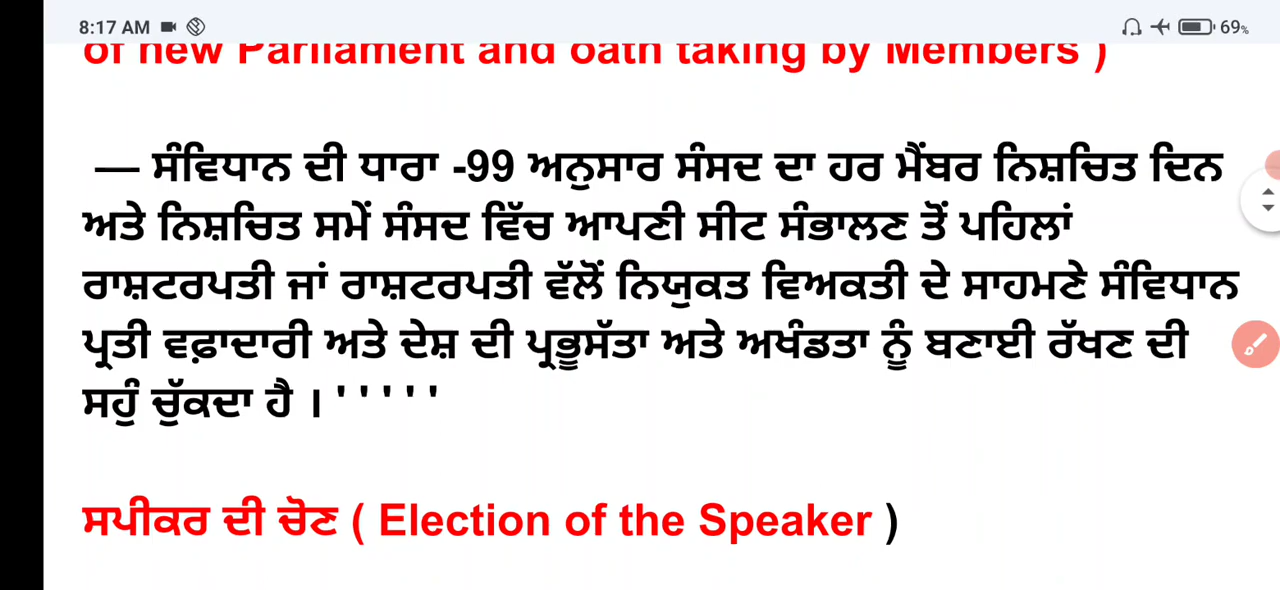 8:17 AM 69%
of new Parliament and oath taking by Members )
— ਸੰਵਿਧਾਨ ਦੀ ਧਾਰਾ -99 ਅਨੁਸਾਰ ਸੰਸਦ ਦਾ ਹਰ ਮੈਂਬਰ ਨਿਸ਼ਚਿਤ ਦਿਨ
ਅਤੇ ਨਿਸ਼ਚਿਤ ਸਮੇਂ ਸੰਸਦ ਵਿੱਚ ਆਪਣੀ ਸੀਟ ਸੰਭਾਲਣ ਤੋਂ ਪਹਿਲਾਂ
ਰਾਸ਼ਟਰਪਤੀ ਜਾਂ ਰਾਸ਼ਟਰਪਤੀ ਵੱਲੋਂ ਨਿਯੁਕਤ ਵਿਅਕਤੀ ਦੇ ਸਾਹਮਣੇ ਸੰਵਿਧਾਨ
ਪ੍ਰਤੀ ਵਫ਼ਾਦਾਰੀ ਅਤੇ ਦੇਸ਼ ਦੀ ਪ੍ਰਭੂਸੱਤਾ ਅਤੇ ਅਖੰਡਤਾ ਨੂੰ ਬਣਾਈ ਰੱਖਣ ਦੀ
ਸਹੁੰ ਚੁੱਕਦਾ ਹੈ । ' ' ' ' '
ਸਪੀਕਰ ਦੀ ਚੋਣ ( Election of the Speaker )